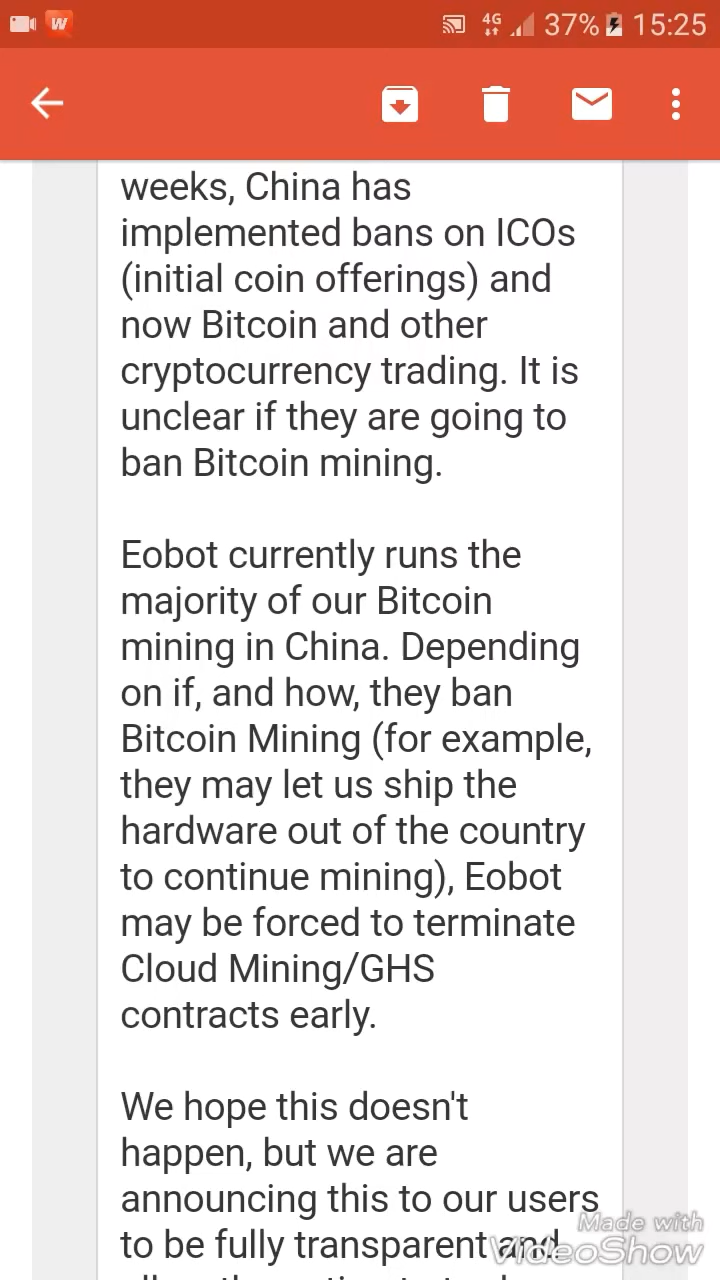 W 4G 37% 15:25
weeks, China has
implemented bans on ICOs
(initial coin offerings) and
now Bitcoin and other
cryptocurrency trading. It is
unclear if they are going to
ban Bitcoin mining.
Eobot currently runs the
majority of our Bitcoin
mining in China. Depending
on if, and how, they ban
Bitcoin Mining (for example,
they may let us ship the
hardware out of the country
to continue mining), Eobot
may be forced to terminate
Cloud Mining/GHS
contracts early.
We hope this doesn't
happen, but we are
announcing this to our users
to be fully transparent and
Made with
VideoShow